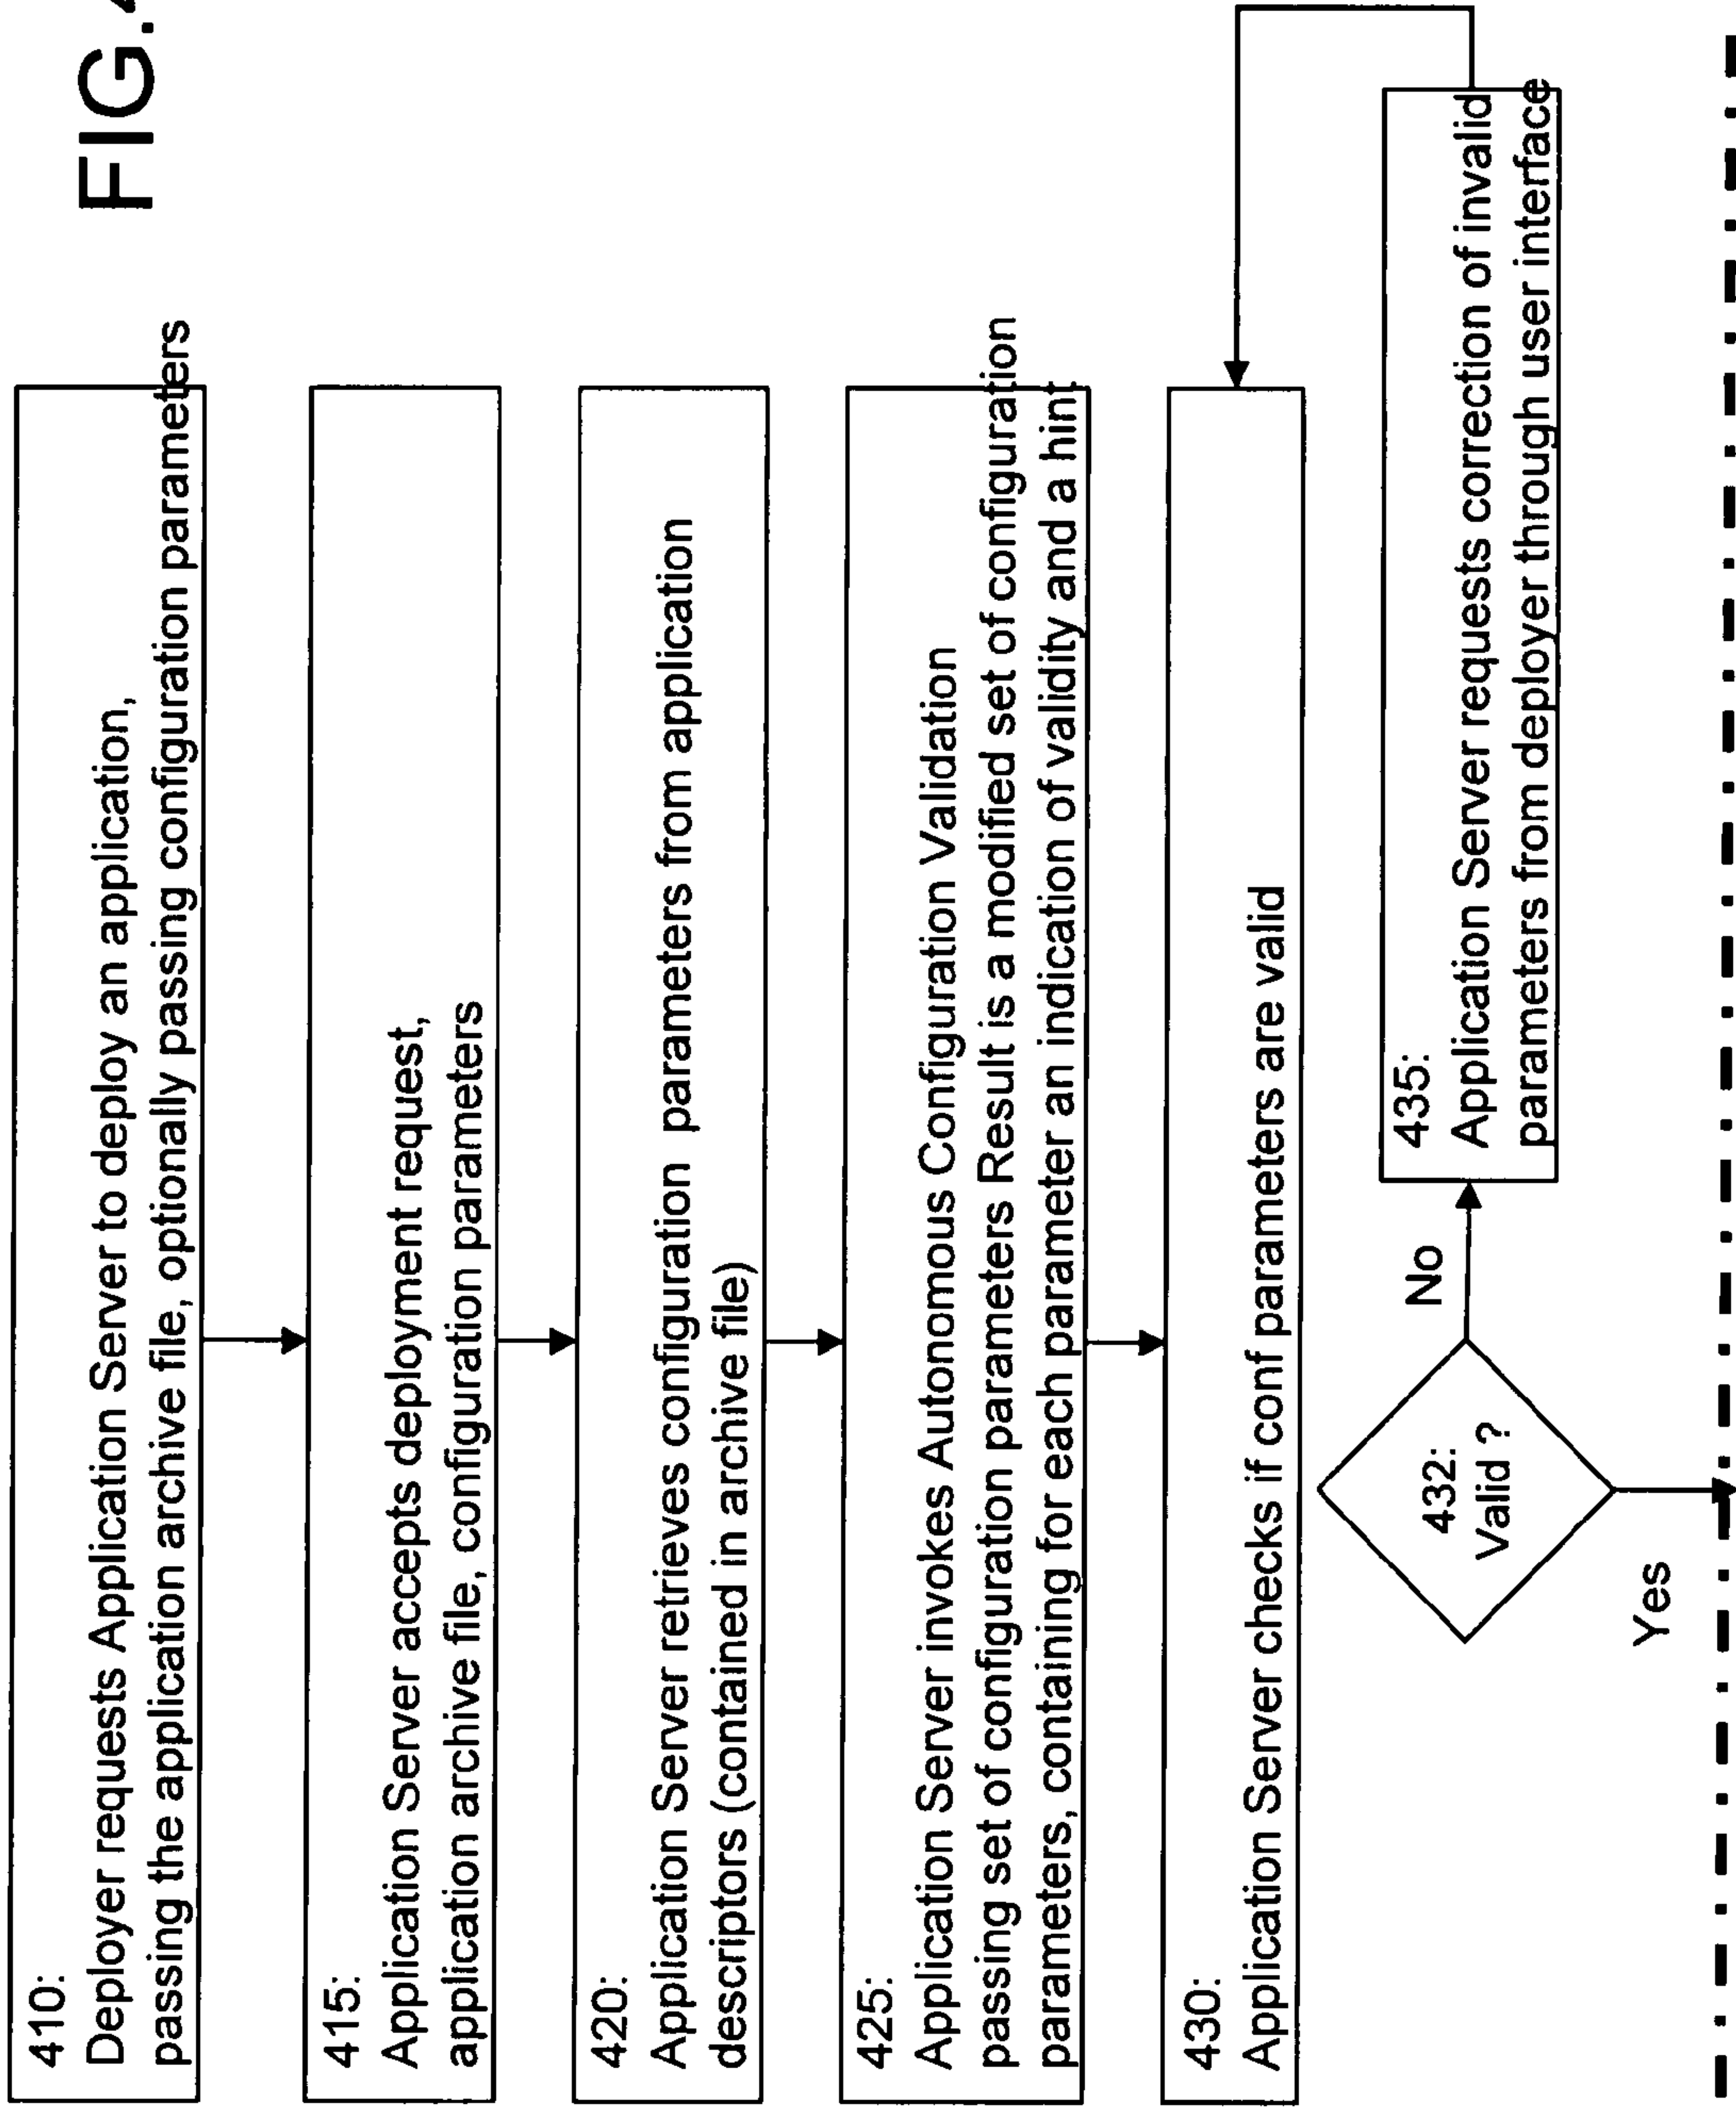 FIG.
410:
Deployer requests Application Server to deploy an application,
passing the application archive file, optionally passing configuration parameters
415:
Application Server accepts deployment request,
application archive file, configuration parameters
420:
Application Server retrieves configuration parameters from application
descriptors (contained in archive file)
425:
Application Server invokes Autonomous Configuration Validation
passing set of configuration parameters Result is a modified set of configuration
parameters, containing for each parameter an indication of validity and a hint
430:
Application Server checks if conf parameters are valid
432:
Valid ?
No
435:
Application Server requests correction of invalid
parameters from deployer through user interface
Yes